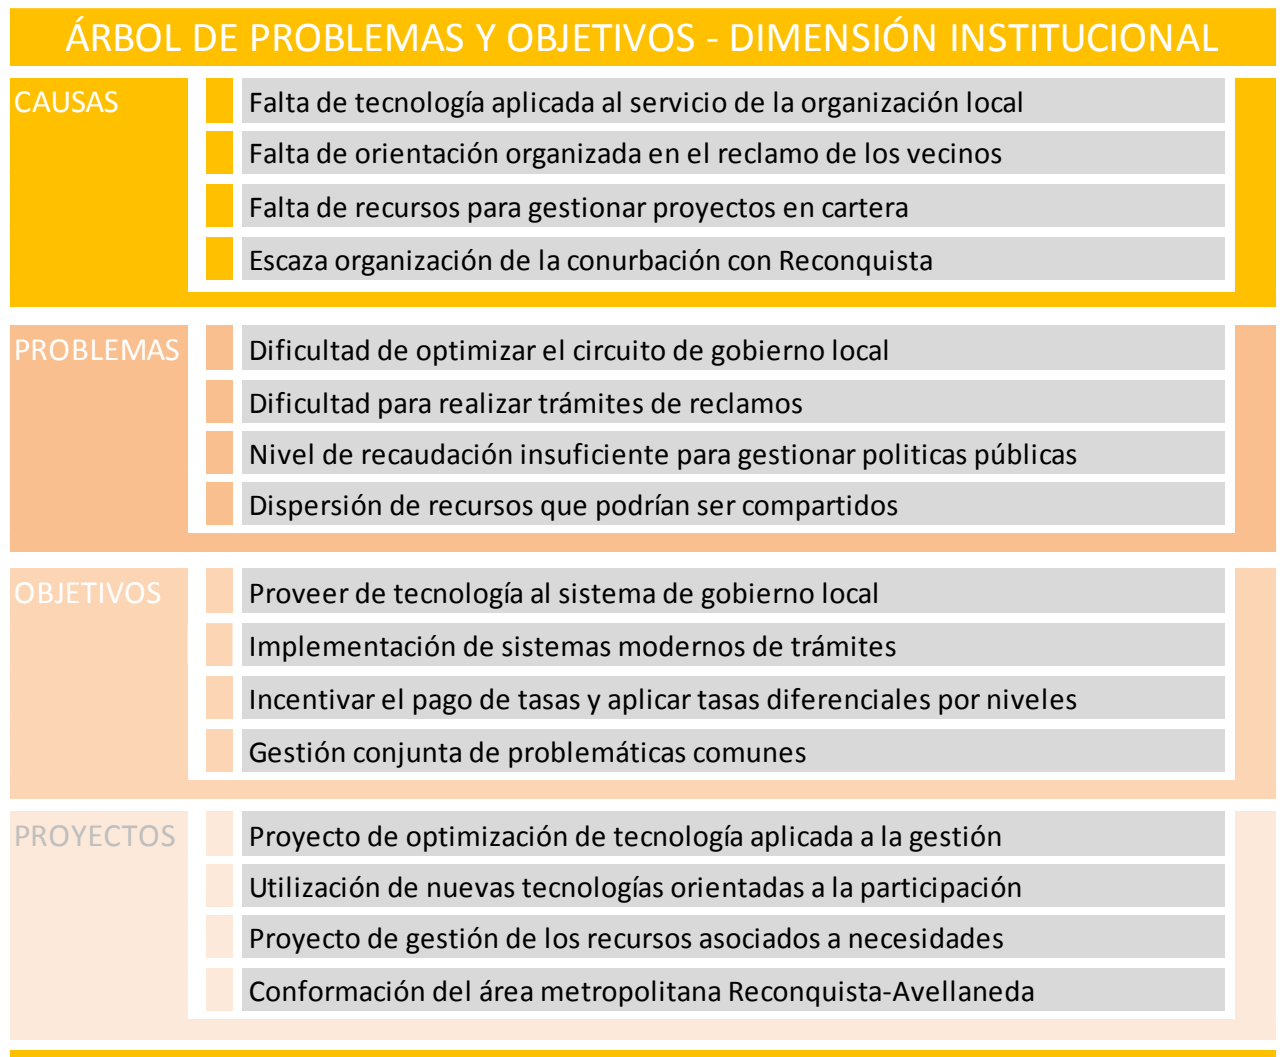 ÁRBOL DE PROBLEMAS Y OBJETIVOS - DIMENSIÓN INSTITUCIONAL
CAUSAS
Falta de tecnología aplicada al servicio de la organización local
Falta de orientación organizada en el reclamo de los vecinos
Falta de recursos para gestionar proyectos en cartera
Escaza organización de la conurbación con Reconquista
PROBLEMAS
Dificultad de optimizar el circuito de gobierno local
Dificultad para realizar trámites de reclamos
Nivel de recaudación insuficiente para gestionar politicas públicas
Dispersión de recursos que podrían ser compartidos
OBJETIVOS
Proveer de tecnología al sistema de gobierno local
Implementación de sistemas modernos de trámites
Incentivar el pago de tasas y aplicar tasas diferenciales por niveles
Gestión conjunta de problemáticas comunes
PROYECTOS
Proyecto de optimización de tecnología aplicada a la gestión
Utilización de nuevas tecnologías orientadas a la participación
Proyecto de gestión de los recursos asociados a necesidades
Conformación del área metropolitana Reconquista-Avellaneda